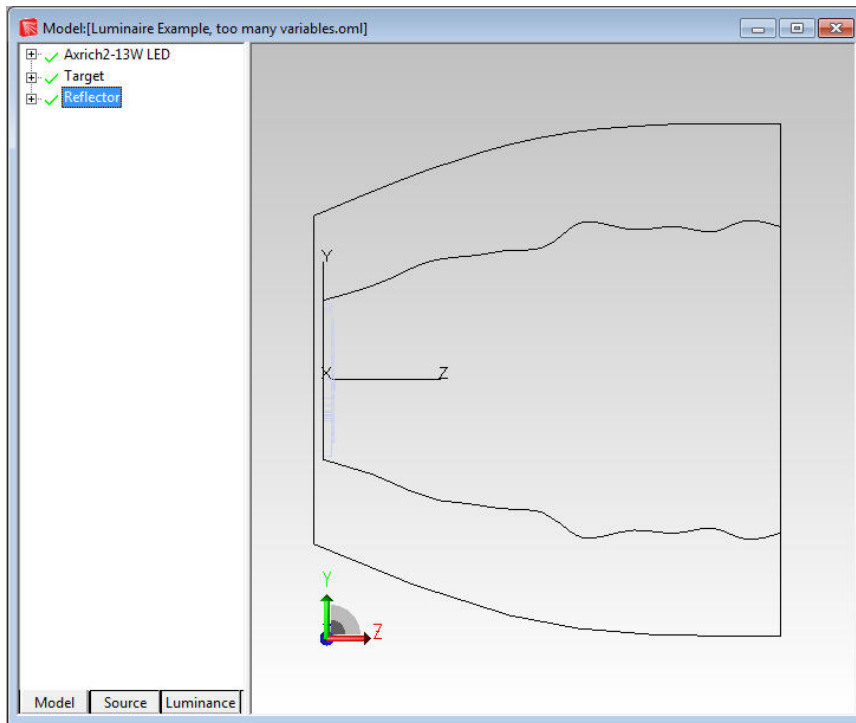 Model:[Luminaire Example, too many variables.oml]
Axrich2-13W LED
Target
Reflector
Y
X
Z
Y
Z
Model
Source
Luminance